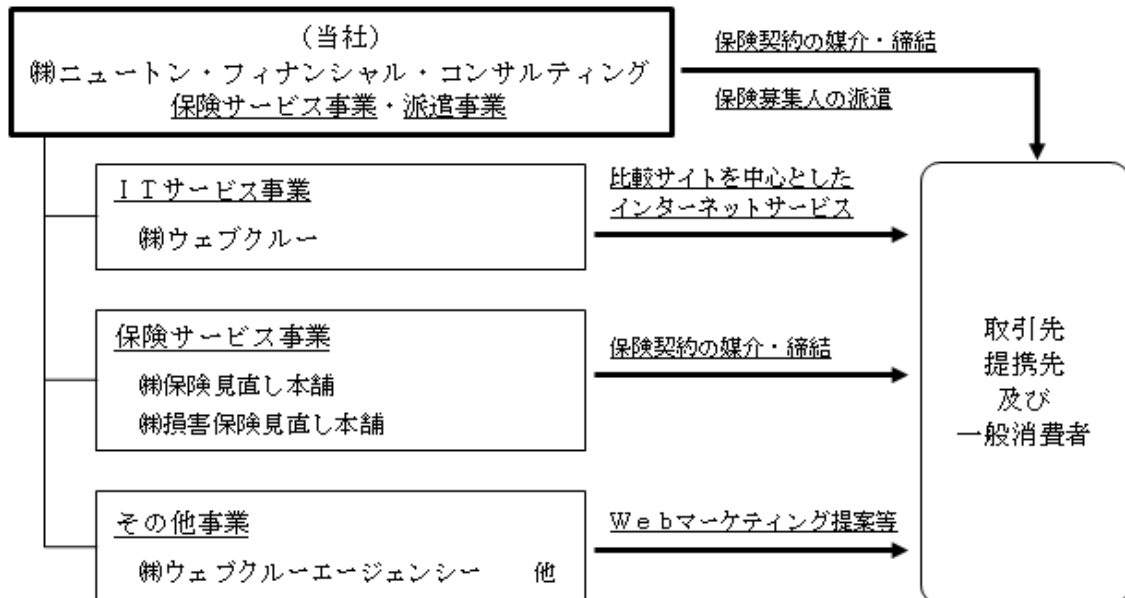 （当社）
㈱ニュートン・フィナンシャル・コンサルティング
保険サービス事業・派遣事業
保険契約の媒介・締結
保険募集人の派遣
ＩＴサービス事業
㈱ウェブクルー
比較サイトを中心とした
インターネットサービス
保険サービス事業
㈱保険見直し本舗
㈱損害保険見直し本舗
保険契約の媒介・締結
その他事業
㈱ウェブクルーエージェンシー　他
Ｗｅｂマーケティング提案等
取引先
提携先
及び
一般消費者